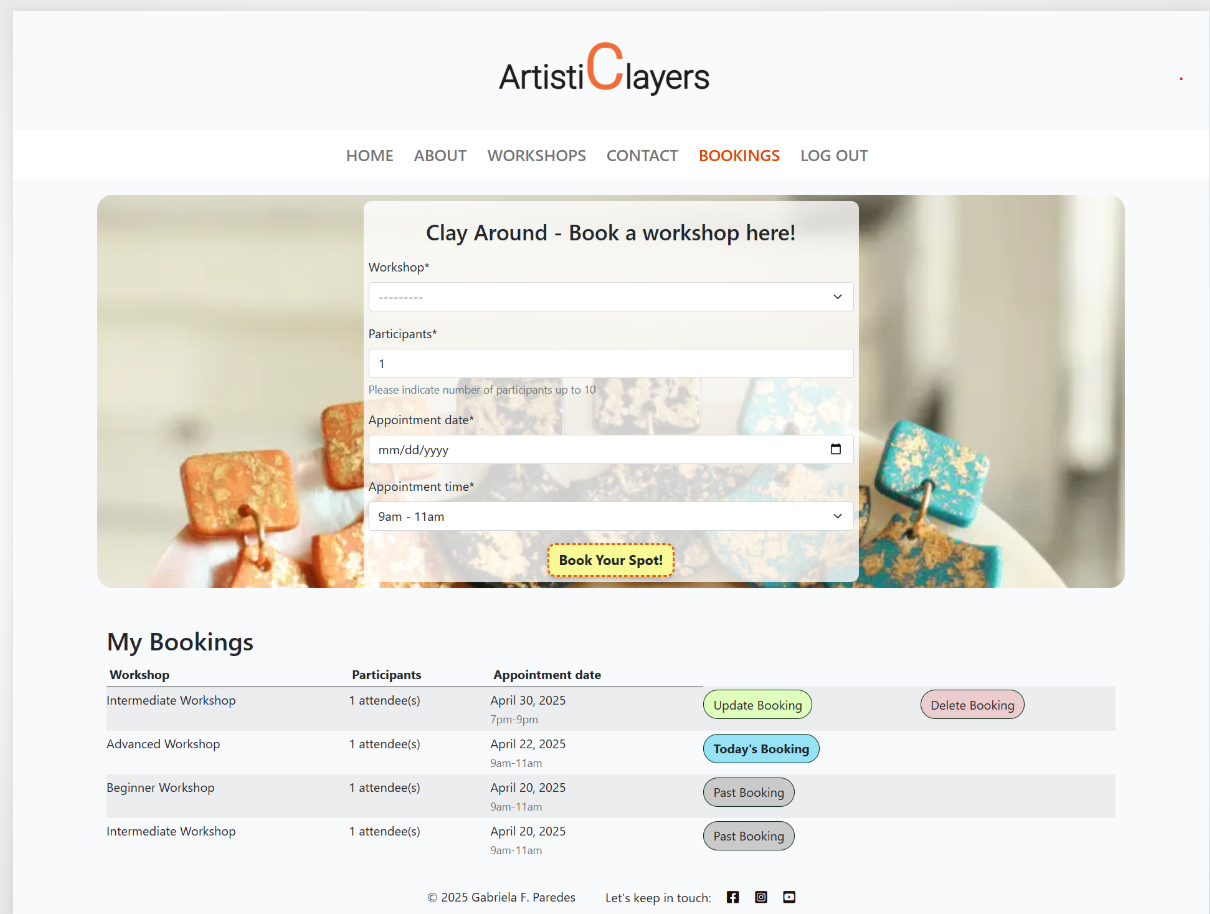 ArtistiClayers
HOME ABOUT WORKSHOPS CONTACT BOOKINGS LOG OUT
Clay Around - Book a workshop here!
Workshop*
---------
Participants*
1
Please indicate number of participants up to 10
Appointment date*
mm/dd/yyyy
Appointment time*
9am - 11am
Book Your Spot!
My Bookings
Workshop Participants Appointment date
Intermediate Workshop 1 attendee(s) April 30, 2025 Update Booking Delete Booking
7pm-9pm
Advanced Workshop 1 attendee(s) April 22, 2025 Today's Booking
9am-11am
Beginner Workshop 1 attendee(s) April 20, 2025 Past Booking
9am-11am
Intermediate Workshop 1 attendee(s) April 20, 2025 Past Booking
9am-11am
© 2025 Gabriela F. Paredes Let's keep in touch: